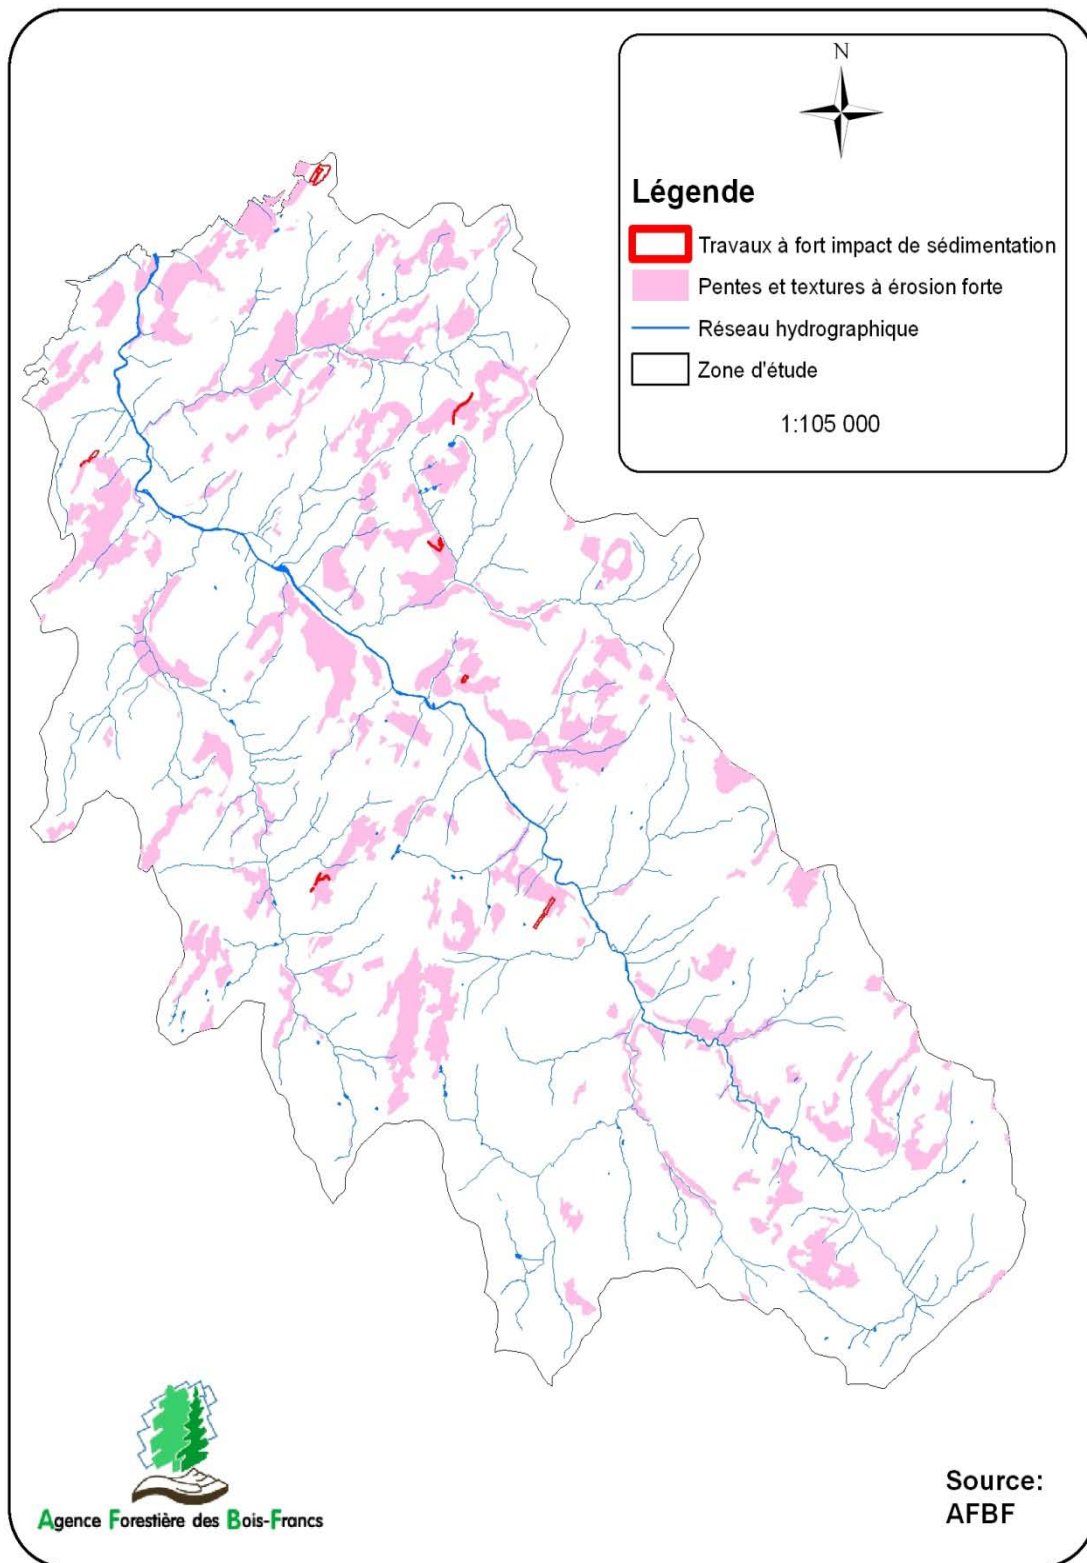 N
Légende
Travaux à fort impact de sédimentation
Pentes et textures à érosion forte
Réseau hydrographique
Zone d'étude
1:105 000
Agence Forestière des Bois-Francs
Source:
AFBF